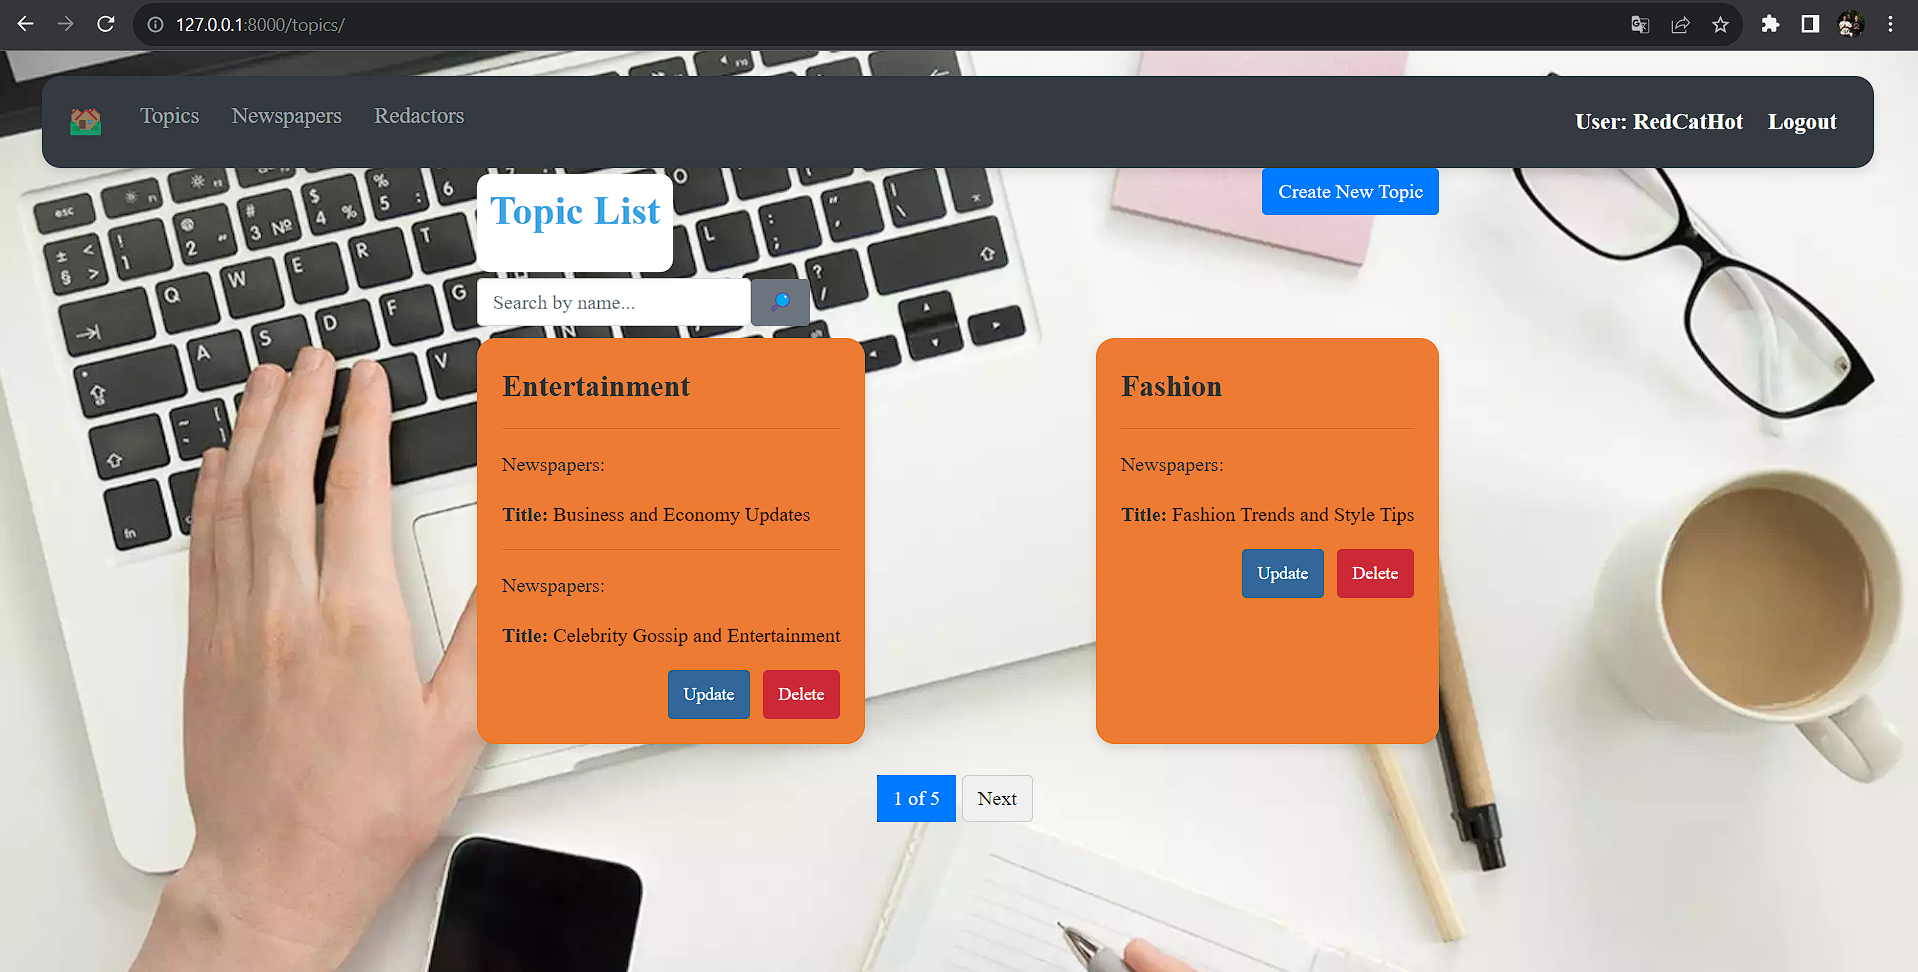 127.0.0.1:8000/topics/
Topics Newspapers Redactors
User: RedCatHot Logout
Topic List
Create New Topic
Search by name...
Entertainment
Newspapers:
Title: Business and Economy Updates
Newspapers:
Title: Celebrity Gossip and Entertainment
Update Delete
Fashion
Newspapers:
Title: Fashion Trends and Style Tips
Update Delete
1 of 5 Next